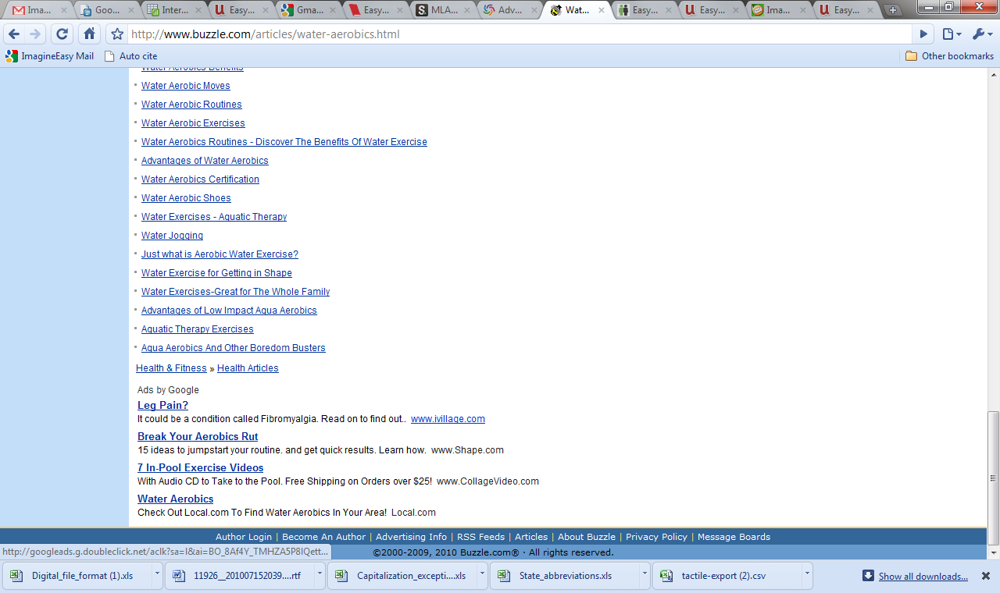 Ima...
Goo...
Inter...
Easy...
Gma...
Easy...
MLA...
Adv...
Wat...
Easy...
Easy...
Ima...
Easy...
http://www.buzzle.com/articles/water-aerobics.html
ImagineEasy Mail
Auto cite
Other bookmarks
Water Aerobics Benefits
Water Aerobic Moves
Water Aerobic Routines
Water Aerobic Exercises
Water Aerobics Routines - Discover The Benefits Of Water Exercise
Advantages of Water Aerobics
Water Aerobics Certification
Water Aerobic Shoes
Water Exercises - Aquatic Therapy
Water Jogging
Just what is Aerobic Water Exercise?
Water Exercise for Getting in Shape
Water Exercises-Great for The Whole Family
Advantages of Low Impact Aqua Aerobics
Aquatic Therapy Exercises
Aqua Aerobics And Other Boredom Busters
Health & Fitness » Health Articles
Ads by Google
Leg Pain?
It could be a condition called Fibromyalgia. Read on to find out.. www.ivillage.com
Break Your Aerobics Rut
15 ideas to jumpstart your routine. and get quick results. Learn how. www.Shape.com
7 In-Pool Exercise Videos
With Audio CD to Take to the Pool. Free Shipping on Orders over $25! www.CollageVideo.com
Water Aerobics
Check Out Local.com To Find Water Aerobics In Your Area! Local.com
Author Login | Become An Author | Advertising Info | RSS Feeds | Articles | About Buzzle | Privacy Policy | Message Boards
http://googleads.g.doubleclick.net/aclk?sa=l&ai=BO_8Af4Y_TMHZA5P8lQett...
©2000-2009, 2010 Buzzle.com® · All rights reserved.
Digital_file_format (1).xls
11926__201007152039....rtf
Capitalization_excepti....xls
State_abbreviations.xls
tactile-export (2).csv
Show all downloads...